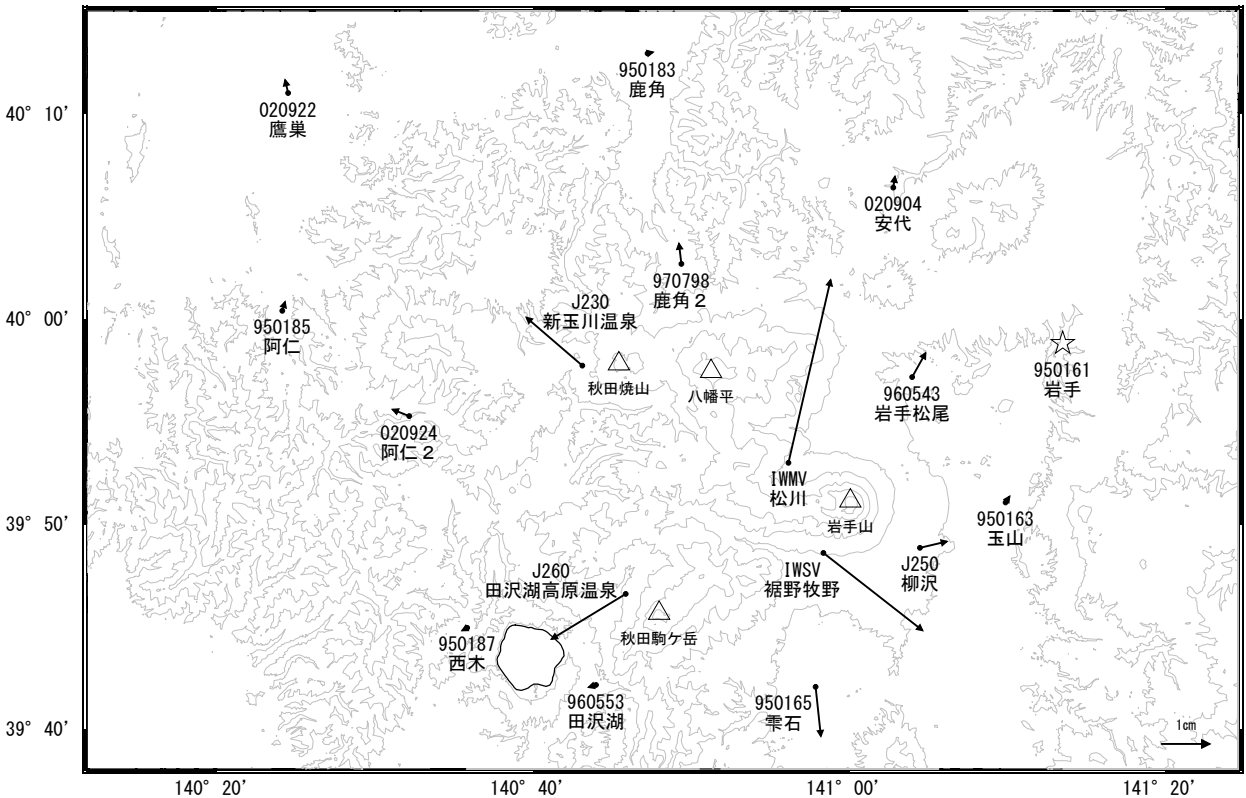 950183
鹿角
40° 10'
020922
鷹巣
020904
安代
970798
鹿角２
J230
新玉川温泉
40° 00'
950185
阿仁
秋田焼山
八幡平
950161
岩手
960543
岩手松尾
020924
阿仁２
IWMV
松川
岩手山
39° 50'
950163
玉山
J250
柳沢
IWSV
裾野牧野
J260
田沢湖高原温泉
秋田駒ケ岳
950187
西木
960553
田沢湖
950165
雫石
39° 40'
1cm
140° 20'
140° 40'
141° 00'
141° 20'